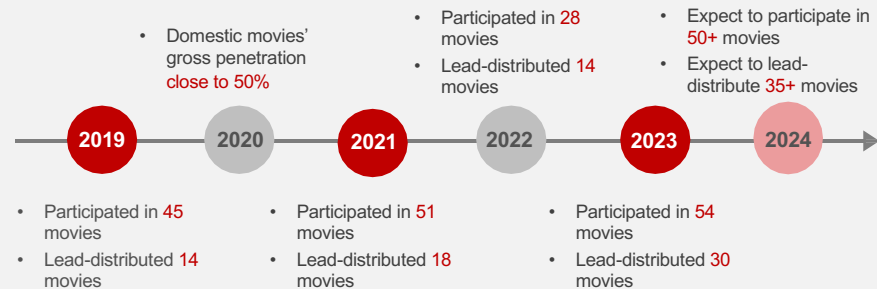 • Domestic movies'
gross penetration
close to 50%
• Participated in 28
movies
• Lead-distributed 14
movies
• Expect to participate in
50+ movies
• Expect to lead-
distribute 35+ movies
2019
2020
2021
2022
2023
2024
• Participated in 45
movies
• Lead-distributed 14
movies
• Participated in 51
movies
• Lead-distributed 18
movies
• Participated in 54
movies
• Lead-distributed 30
movies